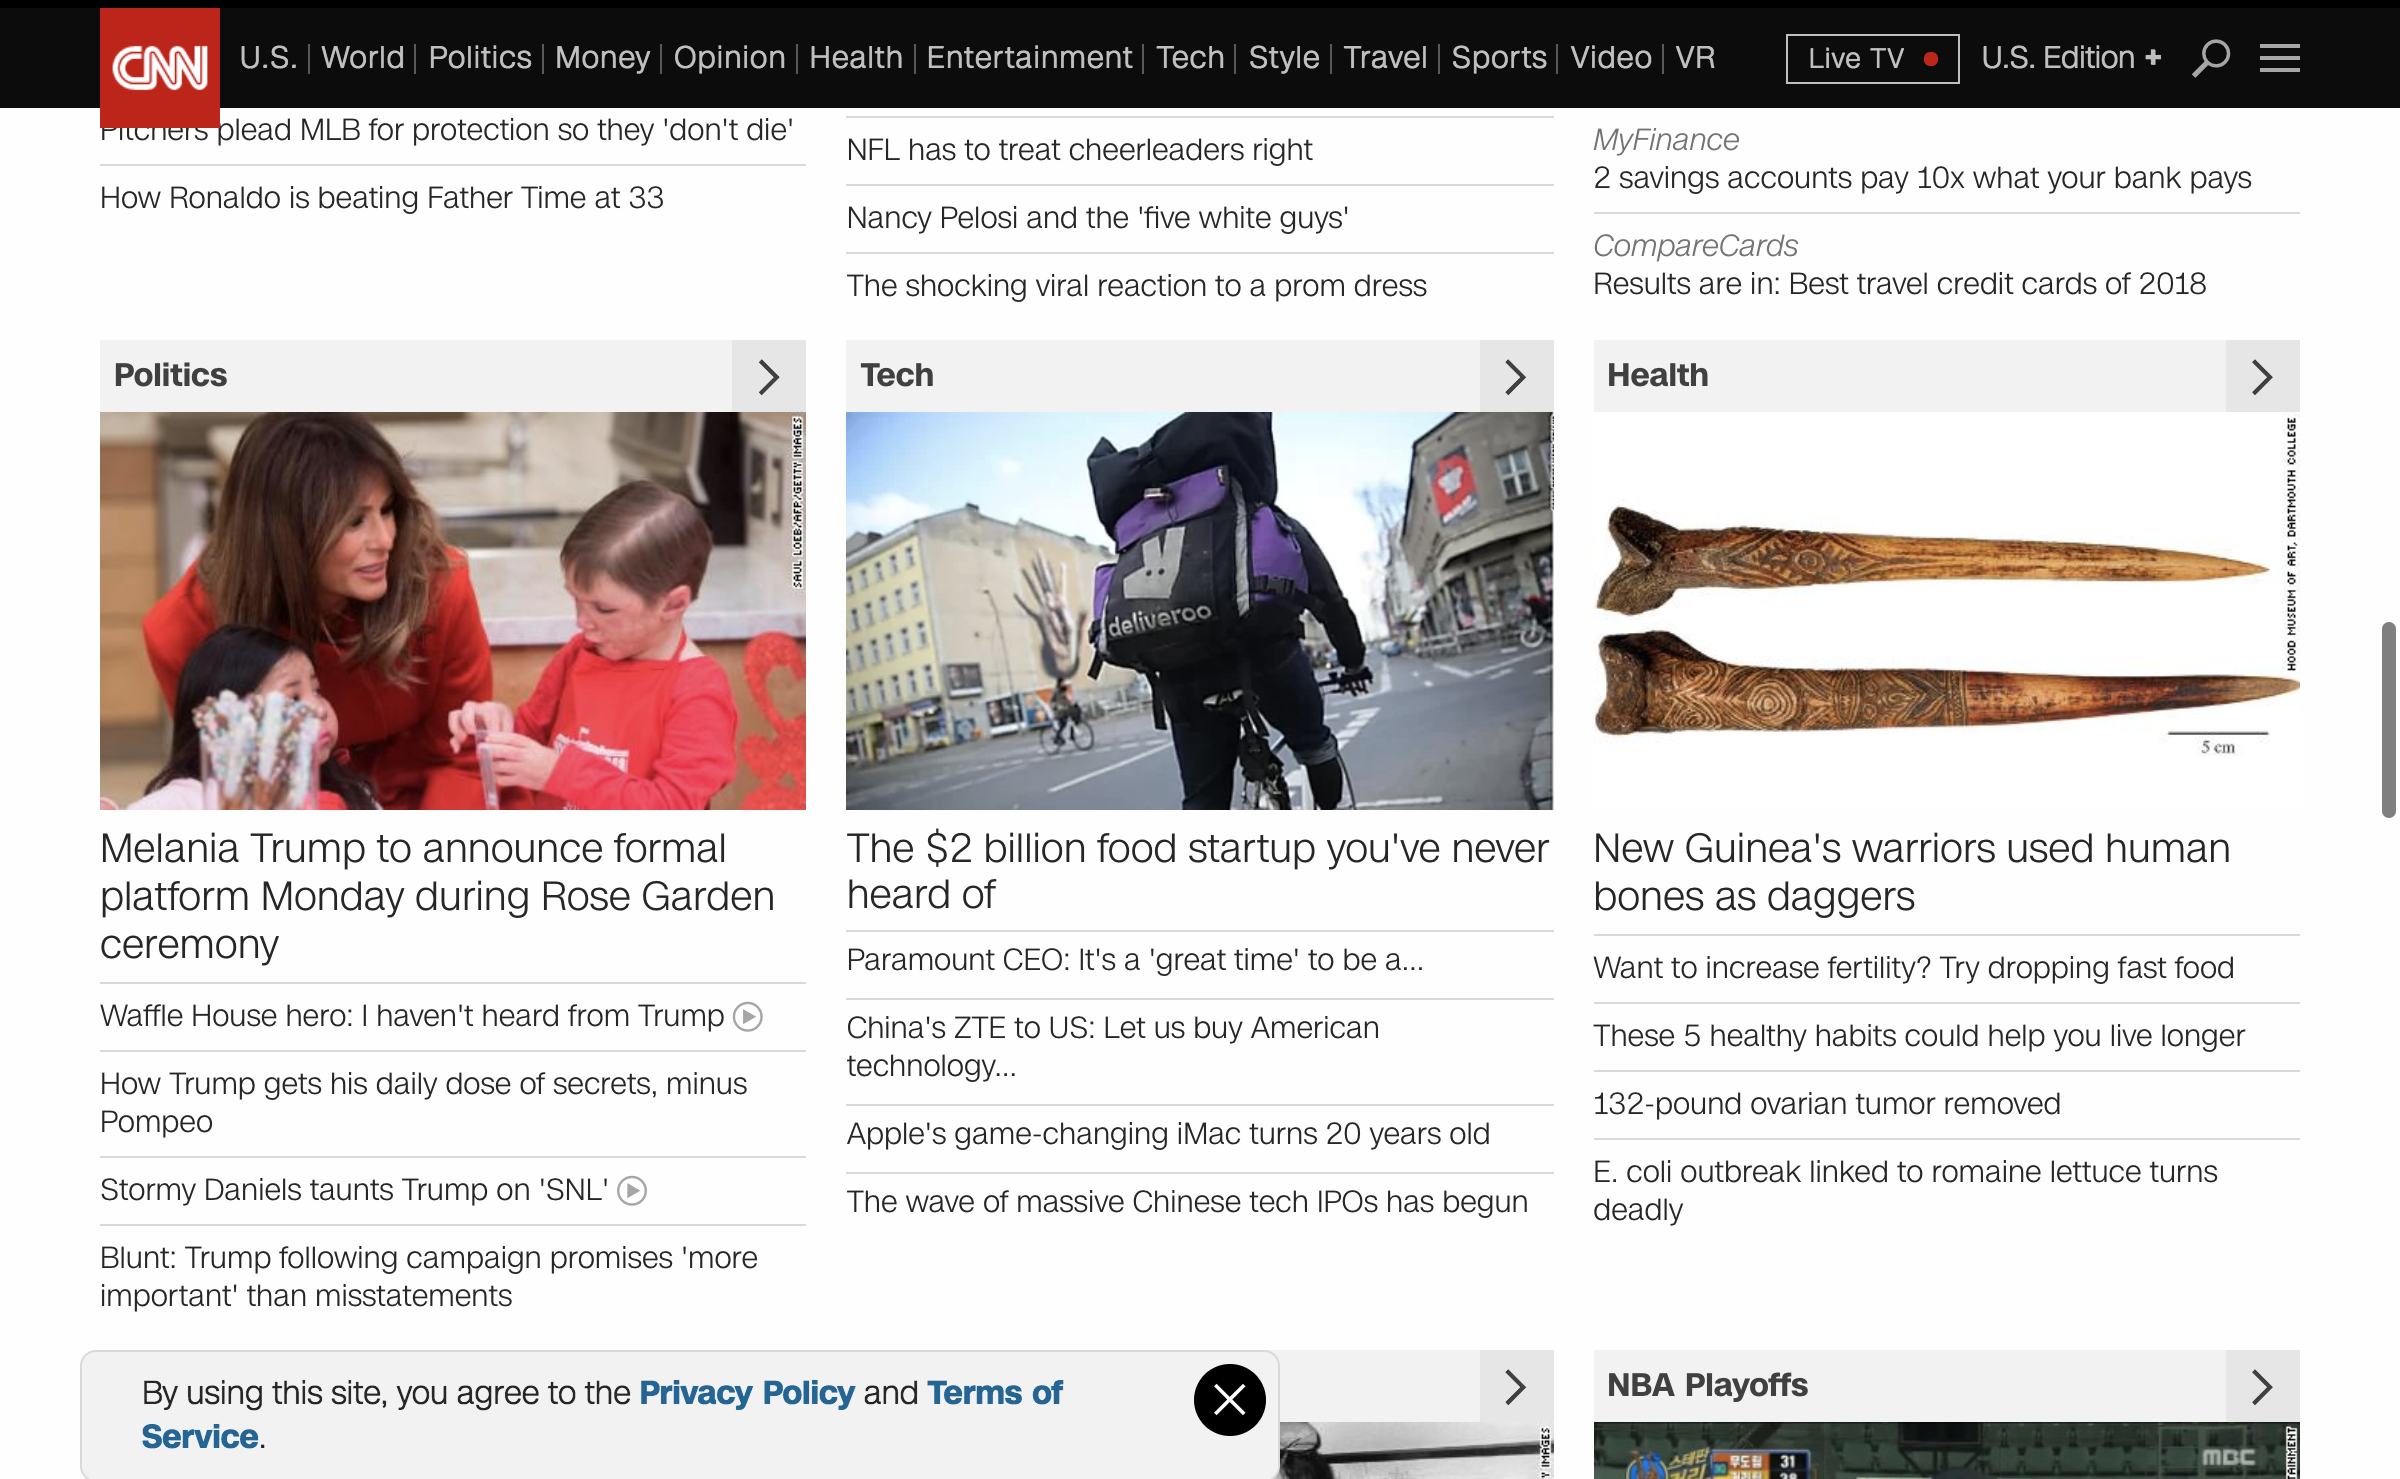 CNN
U.S. World Politics Money Opinion Health Entertainment Tech Style Travel Sports Video VR
Live TV
U.S. Edition +
Pitchers plead MLB for protection so they 'don't die'
How Ronaldo is beating Father Time at 33
NFL has to treat cheerleaders right
Nancy Pelosi and the 'five white guys'
The shocking viral reaction to a prom dress
MyFinance
2 savings accounts pay 10x what your bank pays
CompareCards
Results are in: Best travel credit cards of 2018
Politics
SAUL LOEB/AFP/GETTY IMAGES
Melania Trump to announce formal
platform Monday during Rose Garden
ceremony
Waffle House hero: I haven't heard from Trump
How Trump gets his daily dose of secrets, minus
Pompeo
Stormy Daniels taunts Trump on 'SNL'
Blunt: Trump following campaign promises 'more
important' than misstatements
Tech
deliveroo
The $2 billion food startup you've never
heard of
Paramount CEO: It's a 'great time' to be a...
China's ZTE to US: Let us buy American
technology...
Apple's game-changing iMac turns 20 years old
The wave of massive Chinese tech IPOs has begun
Health
HOOD MUSEUM OF ART, DARTMOUTH COLLEGE
5 cm
New Guinea's warriors used human
bones as daggers
Want to increase fertility? Try dropping fast food
These 5 healthy habits could help you live longer
132-pound ovarian tumor removed
E. coli outbreak linked to romaine lettuce turns
deadly
By using this site, you agree to the Privacy Policy and Terms of
Service.
Y IMAGES
NBA Playoffs
무도팀 31
MBC
TAINMENT